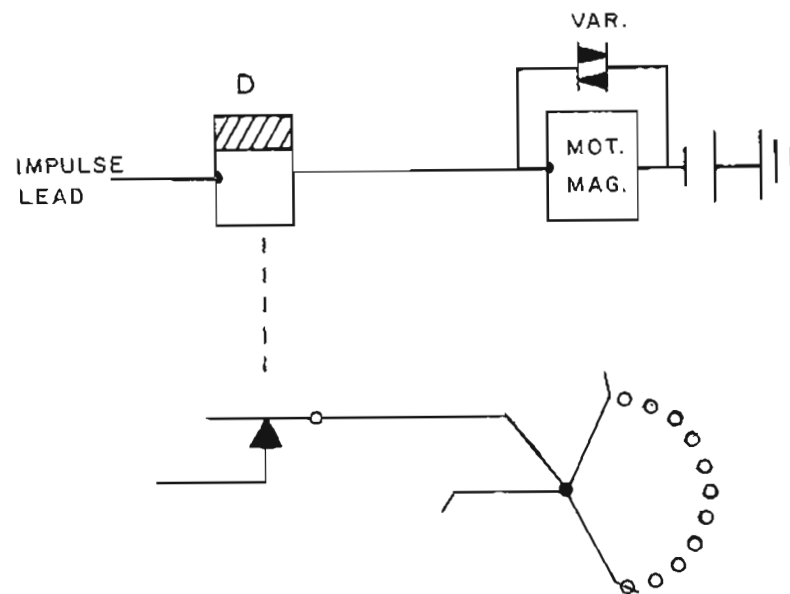 VAR.
D
IMPULSE
LEAD
MOT.
MAG.